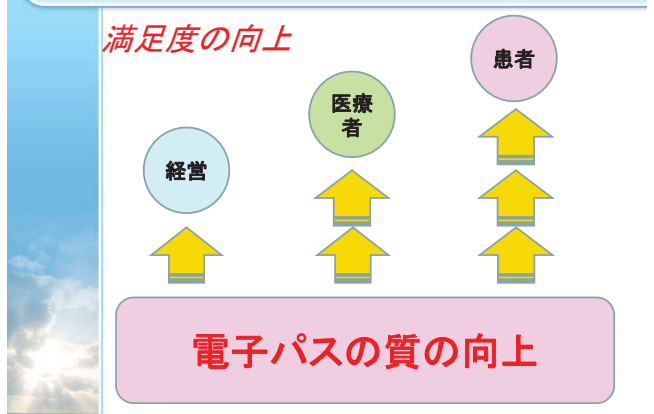 満足度の向上
患者
医療
者
経営
電子パスの質の向上